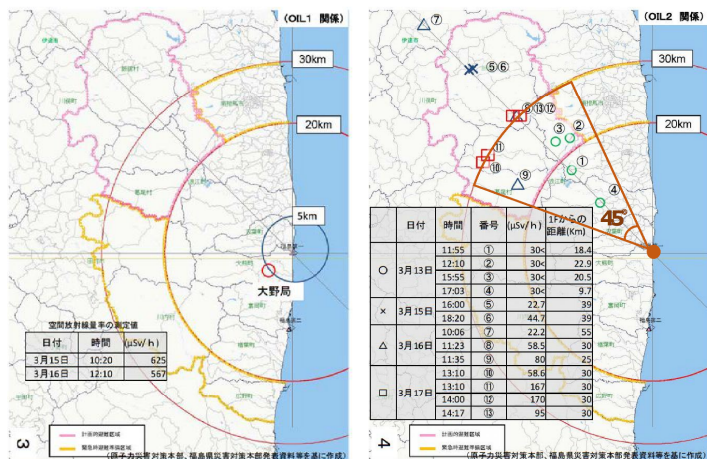 (OIL1 関係)
30km
20km
5km
大野局
空間放射線量率の測定値
日付 時間 (μSv/h)
3月15日 10:20 625
3月16日 12:10 567
計画的避難区域
緊急時避難準備区域
(原子力災害対策本部、福島県災害対策本部発表資料等を基に作成)
3
(OIL2 関係)
⑦
30km
⑤⑥
⑧⑬⑫
20km
③ ②
⑪
⑩
①
⑨
④
45°
日付 時間 番号 (μSv/h) 1Fからの距離(Km)
○ 3月13日 11:55 ① 30< 18.4
12:10 ② 30< 22.9
15:55 ③ 30< 20.5
17:03 ④ 30< 9.7
× 3月15日 16:00 ⑤ 22.7 39
18:20 ⑥ 44.7 39
△ 3月16日 10:06 ⑦ 22.2 55
11:23 ⑧ 58.5 30
11:35 ⑨ 80 25
□ 3月17日 13:10 ⑩ 58.6 30
13:10 ⑪ 167 30
14:00 ⑫ 170 30
14:17 ⑬ 95 30
計画的避難区域
緊急時避難準備区域
(原子力災害対策本部、福島県災害対策本部発表資料等を基に作成)
4